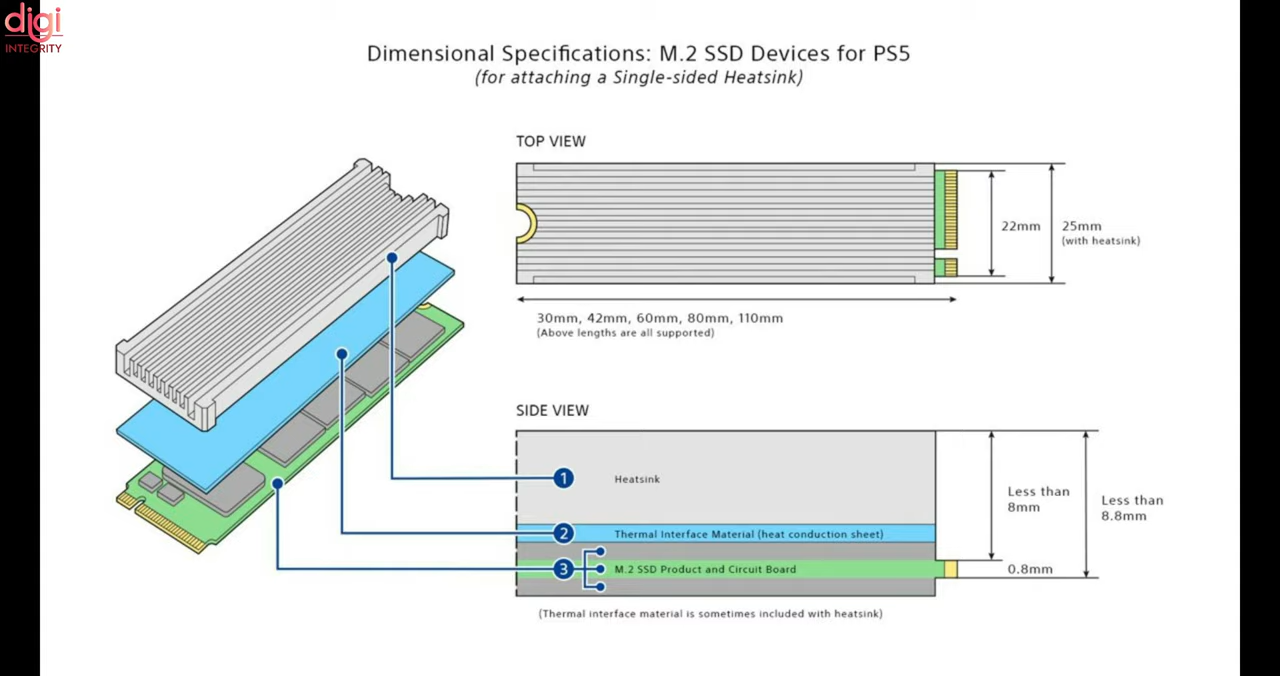 digi
INTEGRITY
Dimensional Specifications: M.2 SSD Devices for PS5
(for attaching a Single-sided Heatsink)
TOP VIEW
22mm
25mm
(with heatsink)
30mm, 42mm, 60mm, 80mm, 110mm
(Above lengths are all supported)
SIDE VIEW
1 Heatsink
2 Thermal Interface Material (heat conduction sheet)
3 M.2 SSD Product and Circuit Board
Less than
8mm
Less than
8.8mm
0.8mm
(Thermal interface material is sometimes included with heatsink)